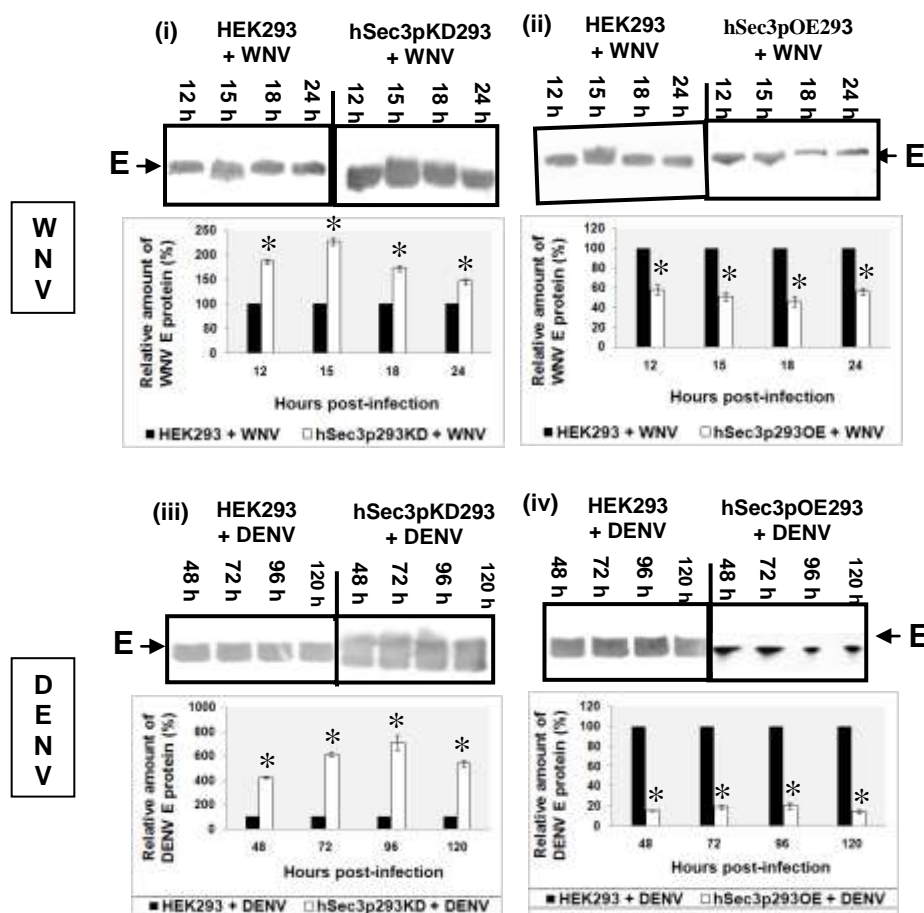 (i)
HEK293
+ WNV
hSec3pKD293
+ WNV
12 h 15 h 18 h 24 h 12 h 15 h 18 h 24 h
E
Relative amount of
WNV E protein (%)
250
200
150
100
50
0
* * * *
12 15 18 24
Hours post-infection
HEK293 + WNV hSec3p293KD + WNV
(ii)
HEK293
+ WNV
hSec3pOE293
+ WNV
12 h 15 h 18 h 24 h 12 h 15 h 18 h 24 h
E
Relative amount of
WNV E protein (%)
120
100
80
60
40
20
0
* * * *
12 15 18 24
Hours post-infection
HEK293 + WNV hSec3p293OE + WNV
W
N
V
(iii)
HEK293
+ DENV
hSec3pKD293
+ DENV
48 h 72 h 96 h 120 h 48 h 72 h 96 h 120 h
E
Relative amount of
DENV E protein (%)
1000
800
600
400
200
0
* * * *
48 72 96 120
Hours post-infection
HEK293 + DENV hSec3p293KD + DENV
(iv)
HEK293
+ DENV
hSec3pOE293
+ DENV
48 h 72 h 96 h 120 h 48 h 72 h 96 h 120 h
E
Relative amount of
DENV E protein (%)
120
100
80
60
40
20
0
* * * *
48 72 96 120
Hours post-infection
HEK293 + DENV hSec3p293OE + DENV
D
E
N
V